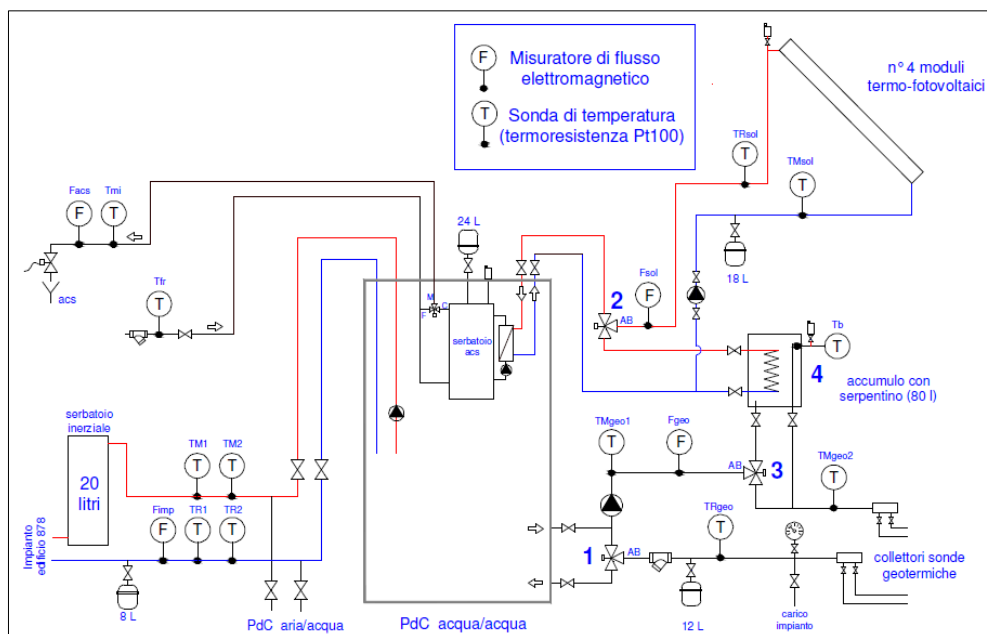 F
Misuratore di flusso
elettromagnetico
T
Sonda di temperatura
(termoresistenza Pt100)
n° 4 moduli
termo-fotovoltaici
TRsol
T
TMsol
T
18 L
Facs
F
Tmi
T
acs
Tfr
T
24 L
M
F
C
serbatoio
acs
2
AB
Fsol
F
Tb
T
4
accumulo con
serpentino (80 l)
serbatoio
inerziale
20
litri
TM1
T
TM2
T
Fimp
F
TR1
T
TR2
T
Impianto
edificio 878
8 L
PdC aria/acqua
PdC acqua/acqua
TMgeo1
T
Fgeo
F
AB
3
TMgeo2
T
1
AB
TRgeo
T
12 L
carico
impianto
collettori sonde
geotermiche